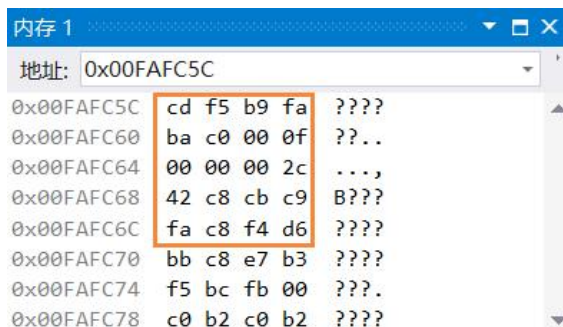 内存 1
地址: 0x00FAFC5C
0x00FAFC5C cd f5 b9 fa ????
0x00FAFC60 ba c0 00 0f ??..
0x00FAFC64 00 00 00 2c ...,
0x00FAFC68 42 c8 cb c9 B???
0x00FAFC6C fa c8 f4 d6 ????
0x00FAFC70 bb c8 e7 b3 ????
0x00FAFC74 f5 bc fb 00 ???.
0x00FAFC78 c0 b2 c0 b2 ????